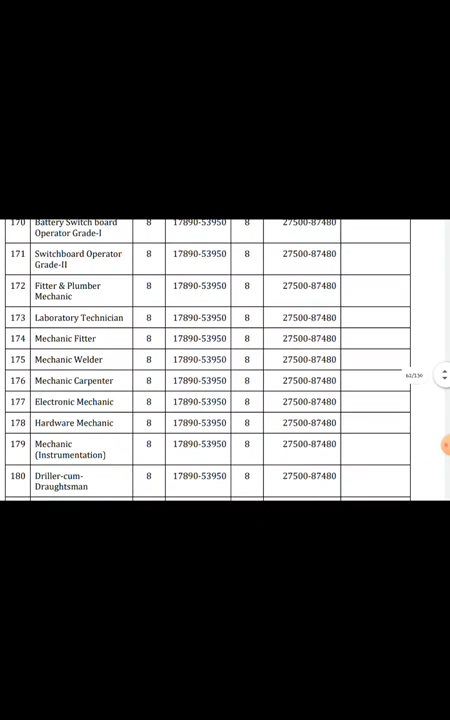 170 Battery Switch board 8 17890-53950 8 27500-87480
Operator Grade-I
171 Switchboard Operator 8 17890-53950 8 27500-87480
Grade-II
172 Fitter & Plumber 8 17890-53950 8 27500-87480
Mechanic
173 Laboratory Technician 8 17890-53950 8 27500-87480
174 Mechanic Fitter 8 17890-53950 8 27500-87480
175 Mechanic Welder 8 17890-53950 8 27500-87480
176 Mechanic Carpenter 8 17890-53950 8 27500-87480
62/139
177 Electronic Mechanic 8 17890-53950 8 27500-87480
178 Hardware Mechanic 8 17890-53950 8 27500-87480
179 Mechanic 8 17890-53950 8 27500-87480
(Instrumentation)
180 Driller-cum- 8 17890-53950 8 27500-87480
Draughtsman